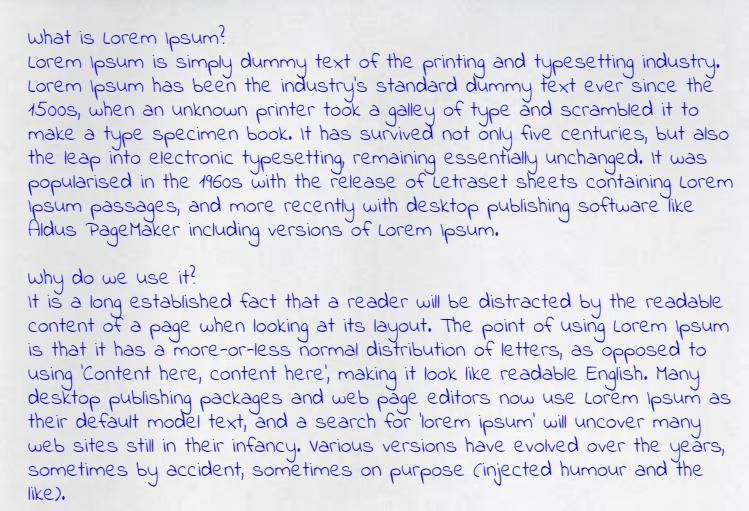 What is Lorem Ipsum?
Lorem Ipsum is simply dummy text of the printing and typesetting industry.
Lorem Ipsum has been the industry's standard dummy text ever since the
1500s, when an unknown printer took a galley of type and scrambled it to
make a type specimen book. It has survived not only five centuries, but also
the leap into electronic typesetting, remaining essentially unchanged. It was
popularised in the 1960s with the release of Letraset sheets containing Lorem
Ipsum passages, and more recently with desktop publishing software like
Aldus PageMaker including versions of Lorem Ipsum.

Why do we use it?
It is a long established fact that a reader will be distracted by the readable
content of a page when looking at its layout. The point of using Lorem Ipsum
is that it has a more-or-less normal distribution of letters, as opposed to
using 'Content here, content here', making it look like readable English. Many
desktop publishing packages and web page editors now use Lorem Ipsum as
their default model text, and a search for 'lorem ipsum' will uncover many
web sites still in their infancy. Various versions have evolved over the years,
sometimes by accident, sometimes on purpose (injected humour and the
like).